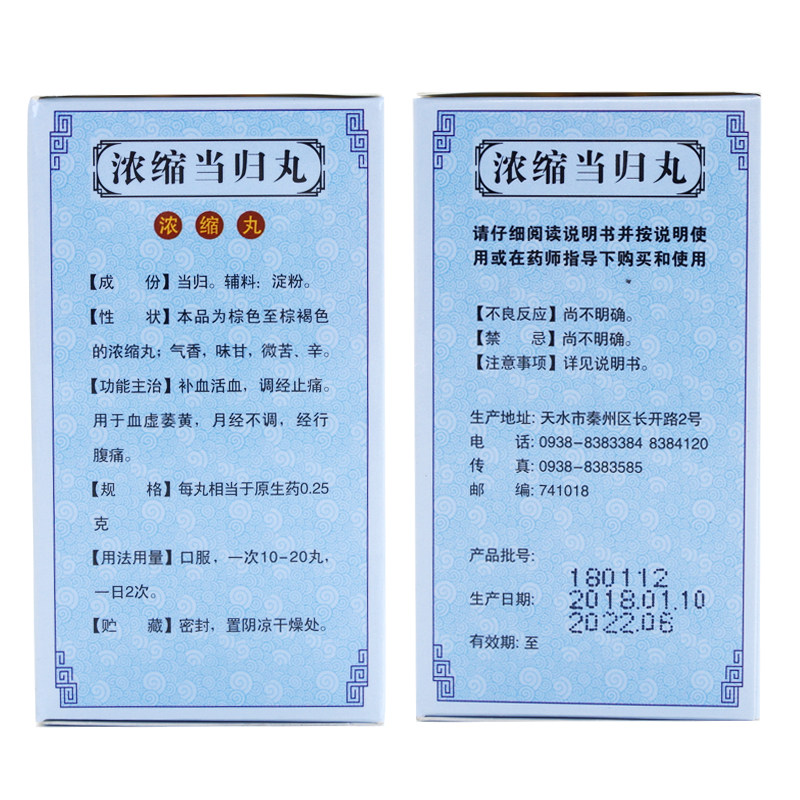 浓缩当归丸
浓缩丸
【成 份】当归。辅料：淀粉。
【性 状】本品为棕色至棕褐色
的浓缩丸；气香，味甘，微苦、辛。
【功能主治】补血活血，调经止痛。
用于血虚萎黄，月经不调，经行
腹痛。
【规 格】每丸相当于原生药0.25
克
【用法用量】口服，一次10-20丸，
一日2次。
【贮 藏】密封，置阴凉干燥处。
浓缩当归丸
请仔细阅读说明书并按说明使
用或在药师指导下购买和使用
【不良反应】尚不明确。
【禁 忌】尚不明确。
【注意事项】详见说明书。
生产地址: 天水市秦州区长开路2号
电 话: 0938-8383384 8384120
传 真: 0938-8383585
邮 编: 741018
产品批号: 180112
生产日期: 2018.01.10
有效期: 至 2022.06